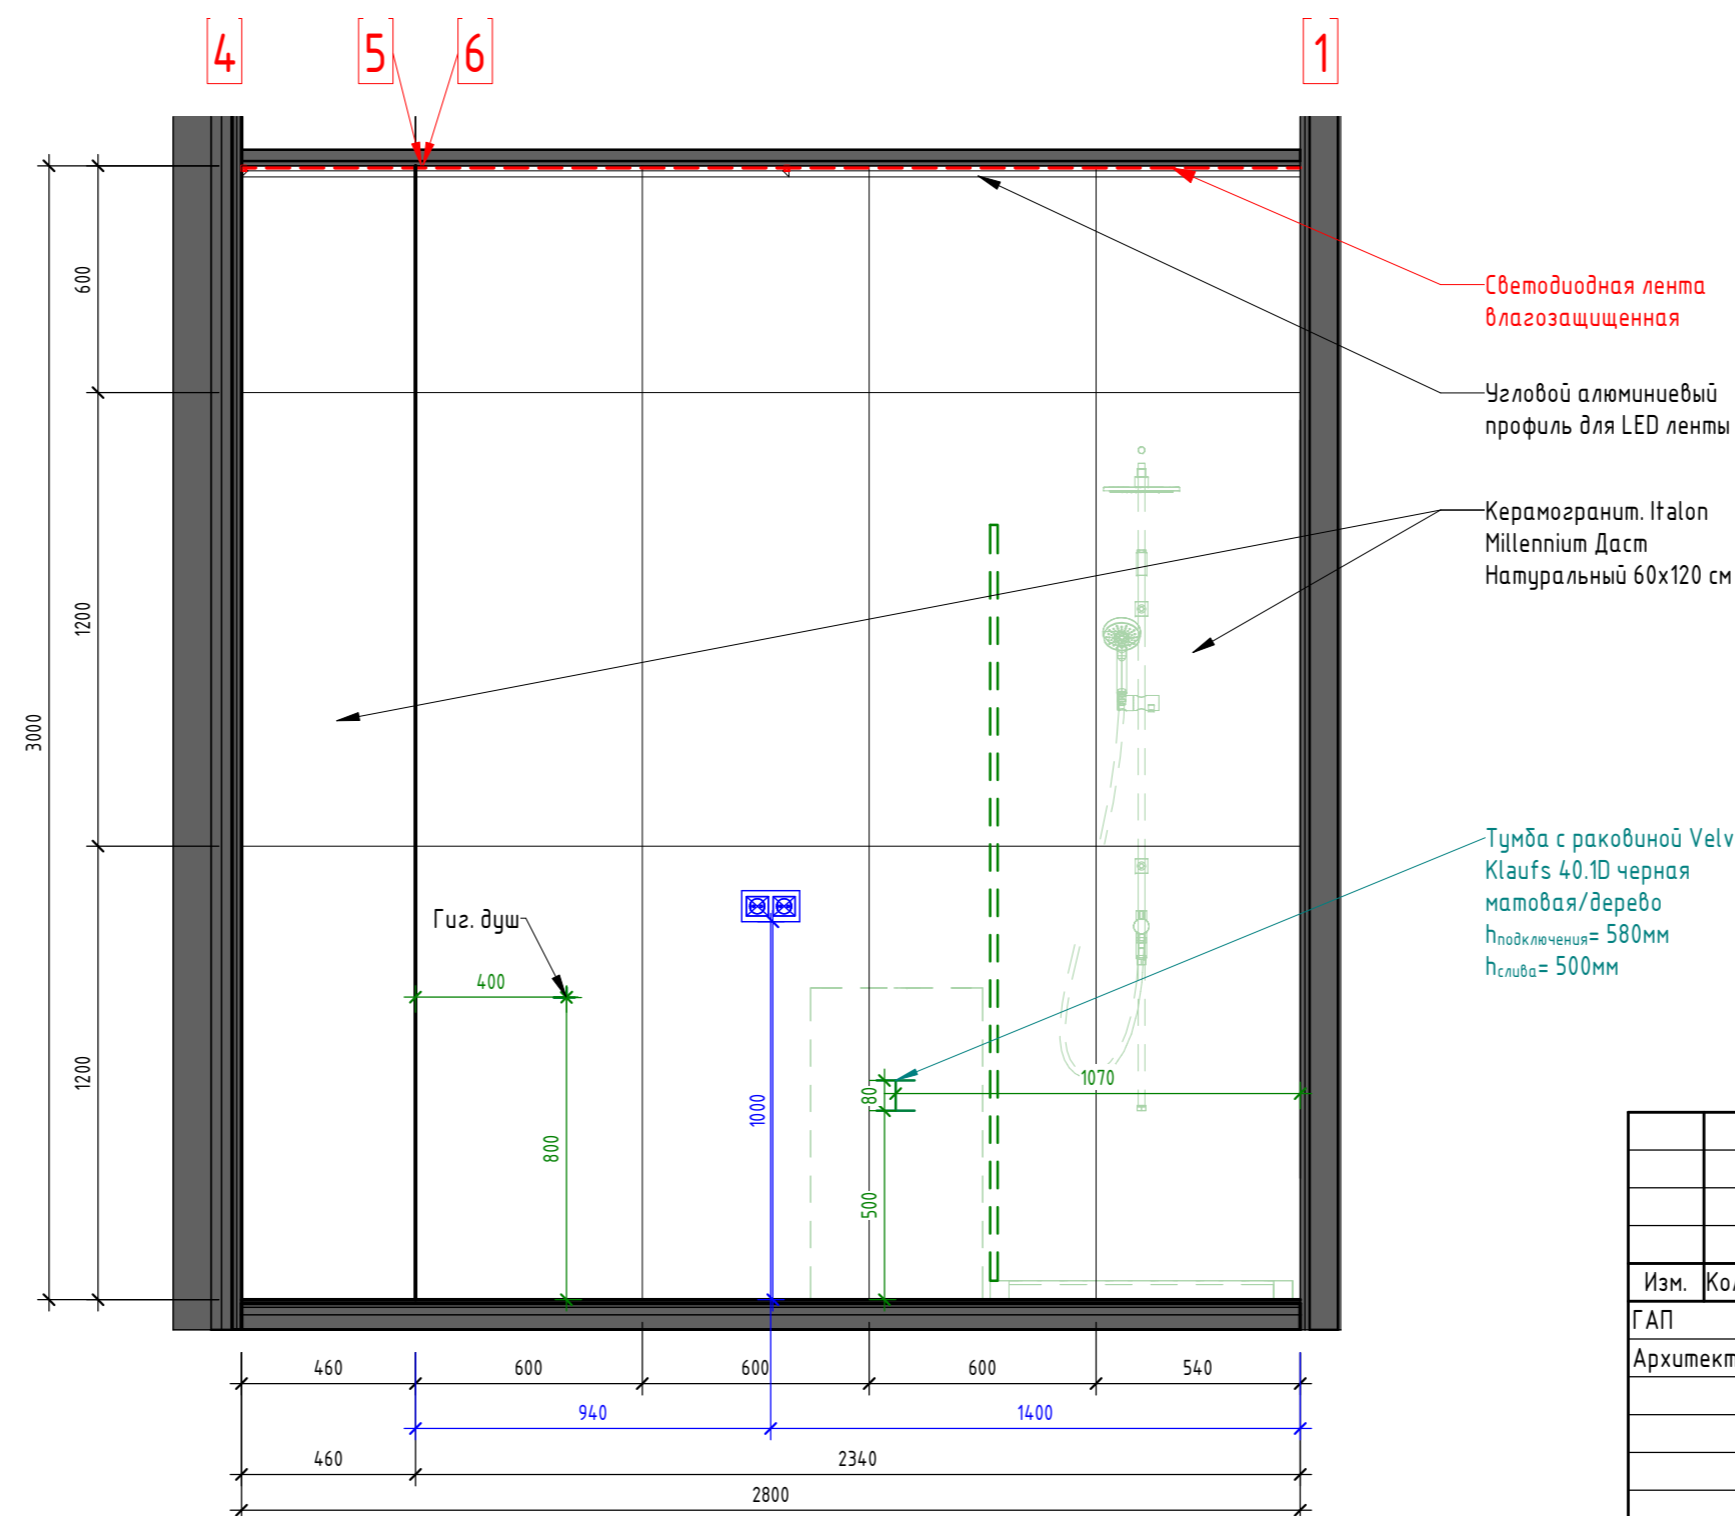 4
5
6
1
Светодиодная лента
влагозащищенная
Угловой алюминиевый
профиль для LED ленты
Керамогранит. Italon
Millennium Даст
Натуральный 60x120 см
Тумба с раковиной Velv
Klaufs 40.1D черная
матовая/дерево
hподключения= 580мм
hслива= 500мм
Гиг. душ
3000
600
1200
1200
400
800
1000
80
500
1070
460
600
600
600
540
940
1400
460
2340
2800
Изм.
ГАП
Архитект